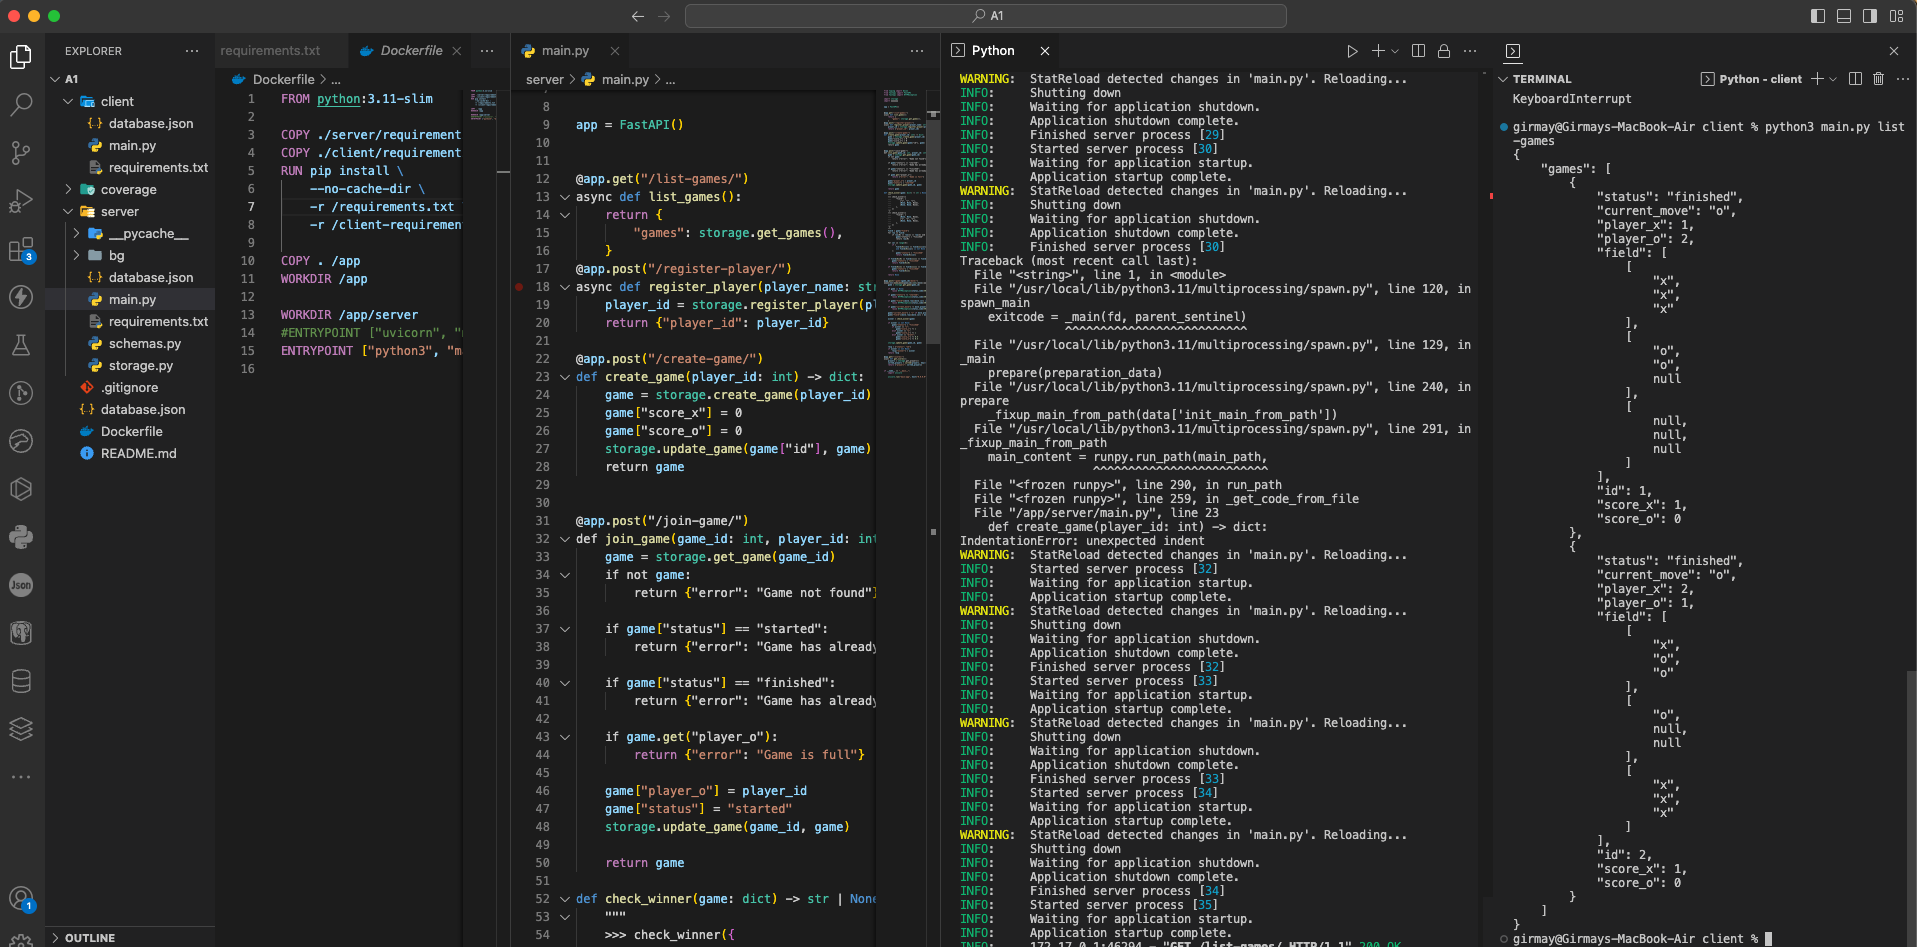 A1
EXPLORER
A1
client
database.json
main.py
requirements.txt
coverage
server
__pycache__
bg
database.json
main.py
requirements.txt
schemas.py
storage.py
.gitignore
database.json
Dockerfile
README.md
OUTLINE
3
Json
1
requirements.txt
Dockerfile
Dockerfile > ...
1 FROM python:3.11-slim
2
3 COPY ./server/requirement
4 COPY ./client/requirement
5 RUN pip install \
6 --no-cache-dir \
7 -r /requirements.txt
8 -r /client-requiremen
9
10 COPY . /app
11 WORKDIR /app
12
13 WORKDIR /app/server
14 #ENTRYPOINT ["uvicorn", "
15 ENTRYPOINT ["python3", "m
16
main.py
server > main.py > ...
8
9 app = FastAPI()
10
11
12 @app.get("/list-games/")
13 async def list_games():
14 return {
15 "games": storage.get_games(),
16 }
17 @app.post("/register-player/")
18 async def register_player(player_name: str
19 player_id = storage.register_player(pl
20 return {"player_id": player_id}
21
22 @app.post("/create-game/")
23 def create_game(player_id: int) -> dict:
24 game = storage.create_game(player_id)
25 game["score_x"] = 0
26 game["score_o"] = 0
27 storage.update_game(game["id"], game)
28 return game
29
30
31 @app.post("/join-game/")
32 def join_game(game_id: int, player_id: int
33 game = storage.get_game(game_id)
34 if not game:
35 return {"error": "Game not found"}
36
37 if game["status"] == "started":
38 return {"error": "Game has already
39
40 if game["status"] == "finished":
41 return {"error": "Game has already
42
43 if game.get("player_o"):
44 return {"error": "Game is full"}
45
46 game["player_o"] = player_id
47 game["status"] = "started"
48 storage.update_game(game_id, game)
49
50 return game
51
52 def check_winner(game: dict) -> str | None
53 """
54 >>> check_winner({
Python
WARNING: StatReload detected changes in 'main.py'. Reloading...
INFO: Shutting down
INFO: Waiting for application shutdown.
INFO: Application shutdown complete.
INFO: Finished server process [29]
INFO: Started server process [30]
INFO: Waiting for application startup.
INFO: Application startup complete.
WARNING: StatReload detected changes in 'main.py'. Reloading...
INFO: Shutting down
INFO: Waiting for application shutdown.
INFO: Application shutdown complete.
INFO: Finished server process [30]
Traceback (most recent call last):
File "<string>", line 1, in <module>
File "/usr/local/lib/python3.11/multiprocessing/spawn.py", line 120, in
spawn_main
exitcode = _main(fd, parent_sentinel)
^^^^^^^^^^^^^^^^^^^^^^^^^^
File "/usr/local/lib/python3.11/multiprocessing/spawn.py", line 129, in
_main
prepare(preparation_data)
File "/usr/local/lib/python3.11/multiprocessing/spawn.py", line 240, in
prepare
_fixup_main_from_path(data['init_main_from_path'])
File "/usr/local/lib/python3.11/multiprocessing/spawn.py", line 291, in
_fixup_main_from_path
main_content = runpy.run_path(main_path,
^^^^^^^^^^^^^^^^^^^^^^^^^
File "<frozen runpy>", line 290, in run_path
File "<frozen runpy>", line 259, in _get_code_from_file
File "/app/server/main.py", line 23
def create_game(player_id: int) -> dict:
IndentationError: unexpected indent
WARNING: StatReload detected changes in 'main.py'. Reloading...
INFO: Started server process [32]
INFO: Waiting for application startup.
INFO: Application startup complete.
WARNING: StatReload detected changes in 'main.py'. Reloading...
INFO: Shutting down
INFO: Waiting for application shutdown.
INFO: Application shutdown complete.
INFO: Finished server process [32]
INFO: Started server process [33]
INFO: Waiting for application startup.
INFO: Application startup complete.
WARNING: StatReload detected changes in 'main.py'. Reloading...
INFO: Shutting down
INFO: Waiting for application shutdown.
INFO: Application shutdown complete.
INFO: Finished server process [33]
INFO: Started server process [34]
INFO: Waiting for application startup.
INFO: Application startup complete.
WARNING: StatReload detected changes in 'main.py'. Reloading...
INFO: Shutting down
INFO: Waiting for application shutdown.
INFO: Application shutdown complete.
INFO: Finished server process [34]
INFO: Started server process [35]
INFO: Waiting for application startup.
INFO: Application startup complete.
INFO: 172.17.0.1:46294 - "GET /list-games/ HTTP/1.1" 200 OK
TERMINAL
Python - client
KeyboardInterrupt
girmay@Girmays-MacBook-Air client % python3 main.py list
-games
{
"games": [
{
"status": "finished",
"current_move": "o",
"player_x": 1,
"player_o": 2,
"field": [
[
"x",
"x",
"x"
],
[
"o",
"o",
null
],
[
null,
null,
null
]
],
"id": 1,
"score_x": 1,
"score_o": 0
},
{
"status": "finished",
"current_move": "o",
"player_x": 2,
"player_o": 1,
"field": [
[
"x",
"o",
"o"
],
[
"o",
null,
null
],
[
"x",
"x",
"x"
]
],
"id": 2,
"score_x": 1,
"score_o": 0
}
]
}
girmay@Girmays-MacBook-Air client %